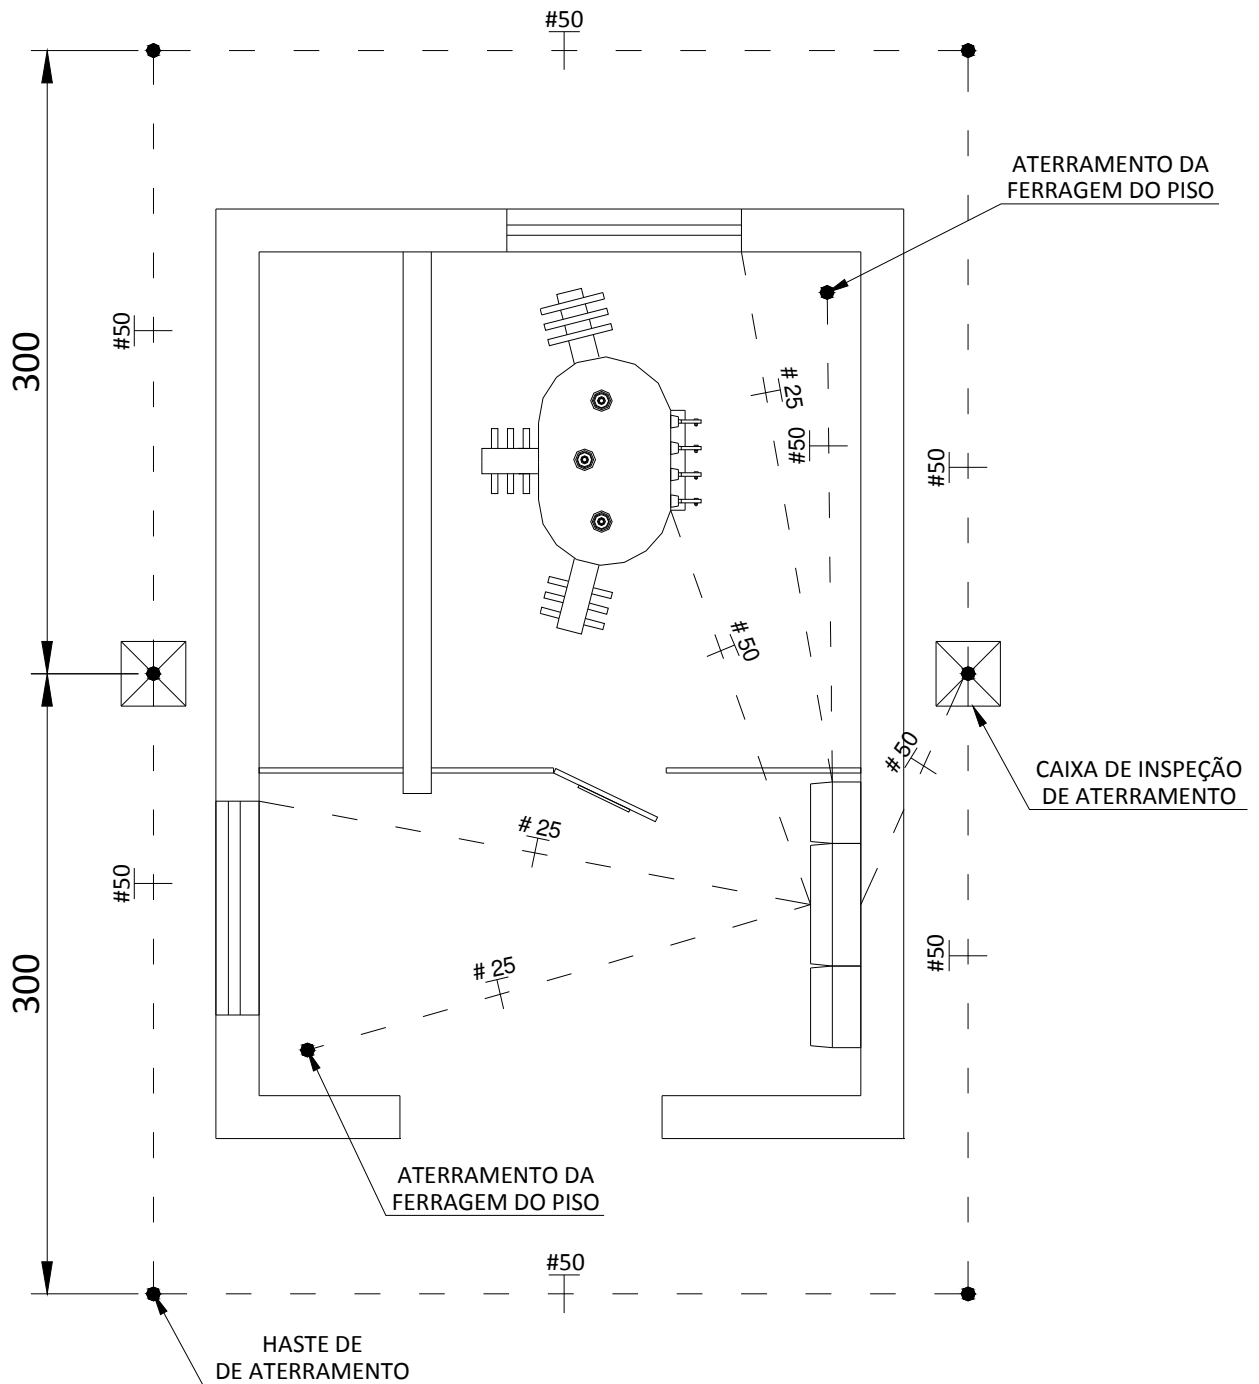 #50
ATERRAMENTO DA
FERRAGEM DO PISO
#50
300
# 25
#50
#50
# 50
# 50
CAIXA DE INSPEÇÃO
DE ATERRAMENTO
# 25
#50
300
# 25
#50
ATERRAMENTO DA
FERRAGEM DO PISO
#50
HASTE DE
DE ATERRAMENTO